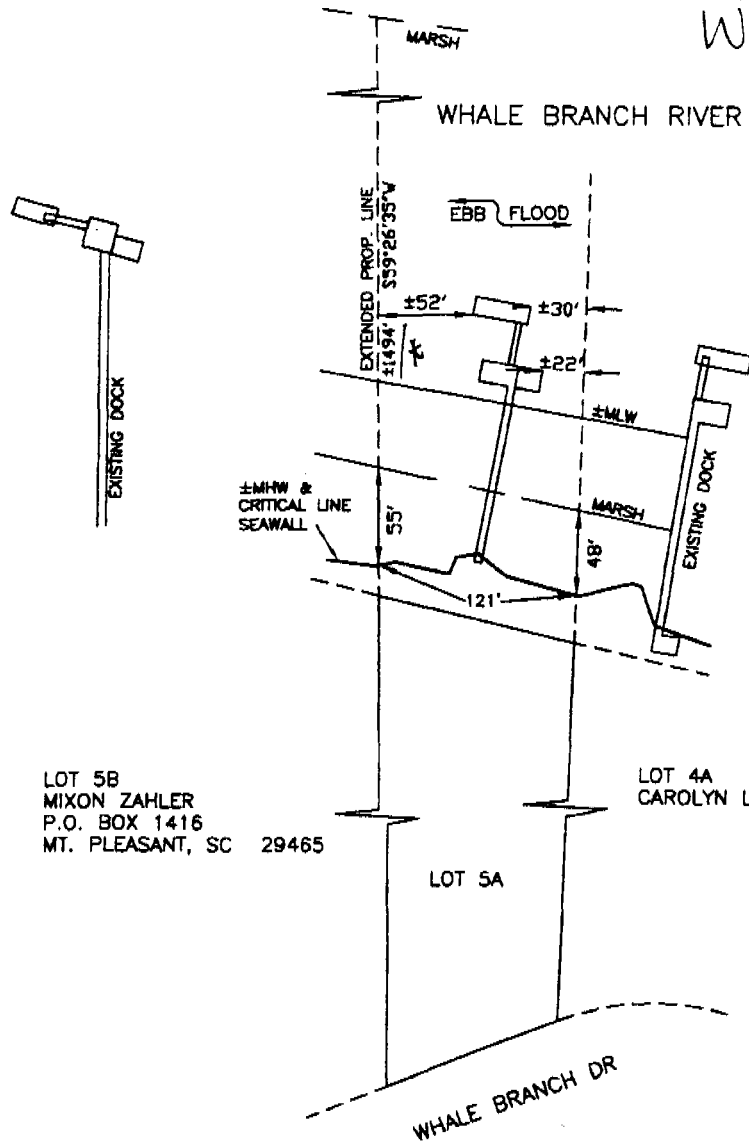 W
MARSH
WHALE BRANCH RIVER
EXTENDED PROP. LINE
S59°26'35"W
±1494'
EBB FLOOD
±52'
±30'
±22'
±MLW
EXISTING DOCK
±MHW &
CRITICAL LINE
SEAWALL
55'
MARSH
48'
EXISTING DOCK
121'
LOT 5B
MIXON ZAHLER
P.O. BOX 1416
MT. PLEASANT, SC 29465
LOT 4A
CAROLYN L
LOT 5A
WHALE BRANCH DR